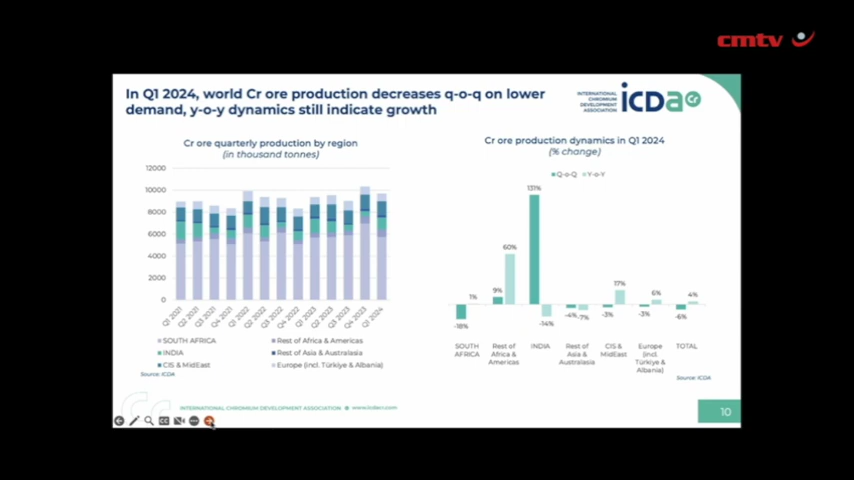 cmtv
In Q1 2024, world Cr ore production decreases q-o-q on lower
demand, y-o-y dynamics still indicate growth
INTERNATIONAL
CHROMIUM
DEVELOPMENT
ASSOCIATION
icda Cr
Cr ore quarterly production by region
(in thousand tonnes)
12000
10000
8000
6000
4000
2000
0
Q1 2021
Q2 2021
Q3 2021
Q4 2021
Q1 2022
Q2 2022
Q3 2022
Q4 2022
Q1 2023
Q2 2023
Q3 2023
Q4 2023
Q1 2024
SOUTH AFRICA
Rest of Africa & Americas
INDIA
Rest of Asia & Australasia
CIS & MidEast
Europe (incl. Türkiye & Albania)
Source: ICDA
Cr ore production dynamics in Q1 2024
(% change)
Q-o-Q Y-o-Y
-18% 1%
9% 60%
131% -14%
-4% -7%
-3% 17%
-3% 6%
-6% 4%
SOUTH AFRICA
Rest of Africa & Americas
INDIA
Rest of Asia & Australasia
CIS & MidEast
Europe (incl. Türkiye & Albania)
TOTAL
Source: ICDA
INTERNATIONAL CHROMIUM DEVELOPMENT ASSOCIATION www.icdacr.com
10
CC